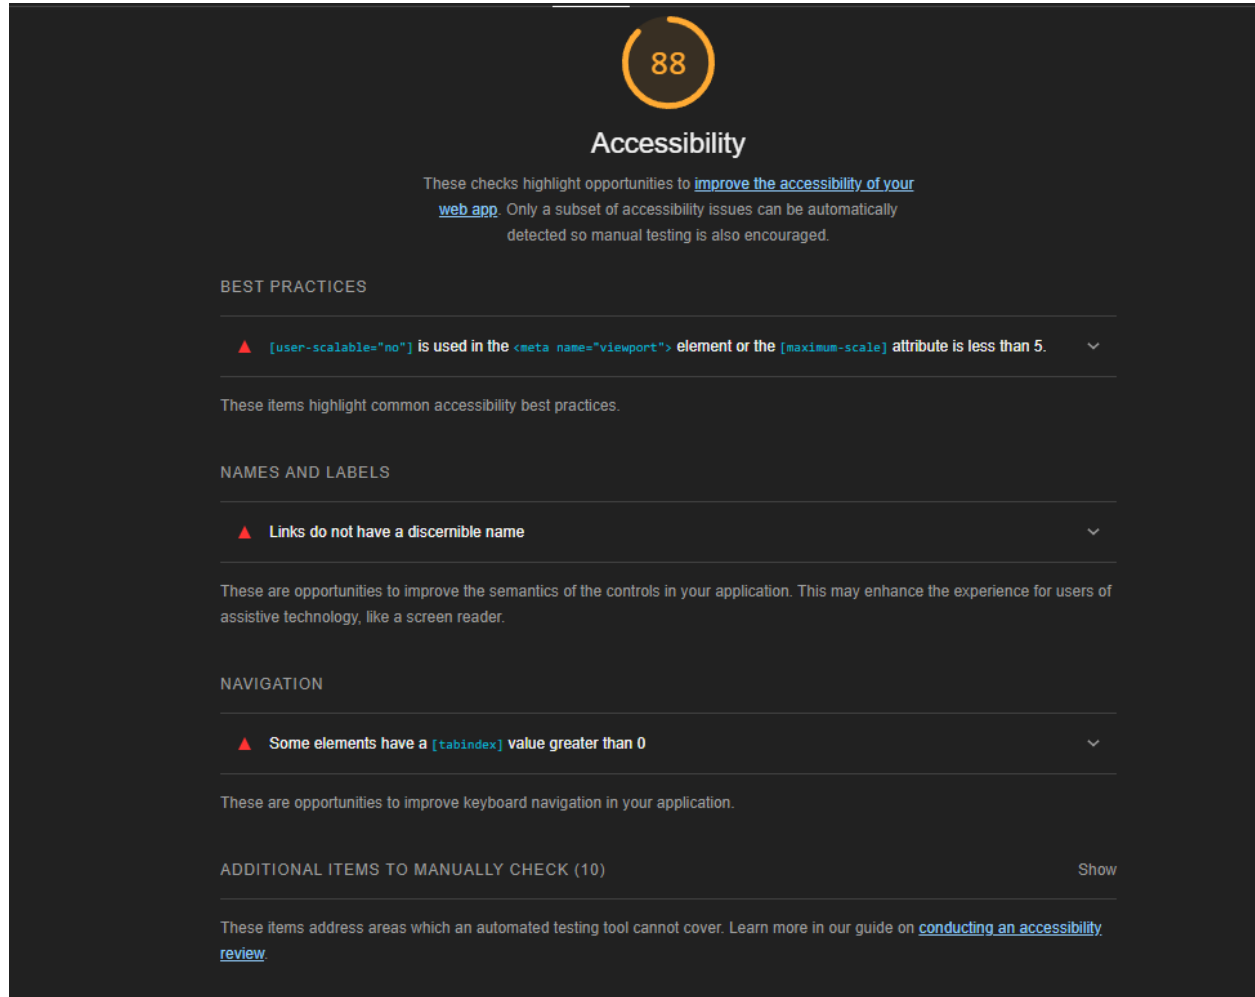 88
Accessibility
These checks highlight opportunities to improve the accessibility of your
web app. Only a subset of accessibility issues can be automatically
detected so manual testing is also encouraged.
BEST PRACTICES
[user-scalable="no"] is used in the <meta name="viewport"> element or the [maximum-scale] attribute is less than 5.
These items highlight common accessibility best practices.
NAMES AND LABELS
Links do not have a discernible name
These are opportunities to improve the semantics of the controls in your application. This may enhance the experience for users of
assistive technology, like a screen reader.
NAVIGATION
Some elements have a [tabindex] value greater than 0
These are opportunities to improve keyboard navigation in your application.
ADDITIONAL ITEMS TO MANUALLY CHECK (10) Show
These items address areas which an automated testing tool cannot cover. Learn more in our guide on conducting an accessibility
review.